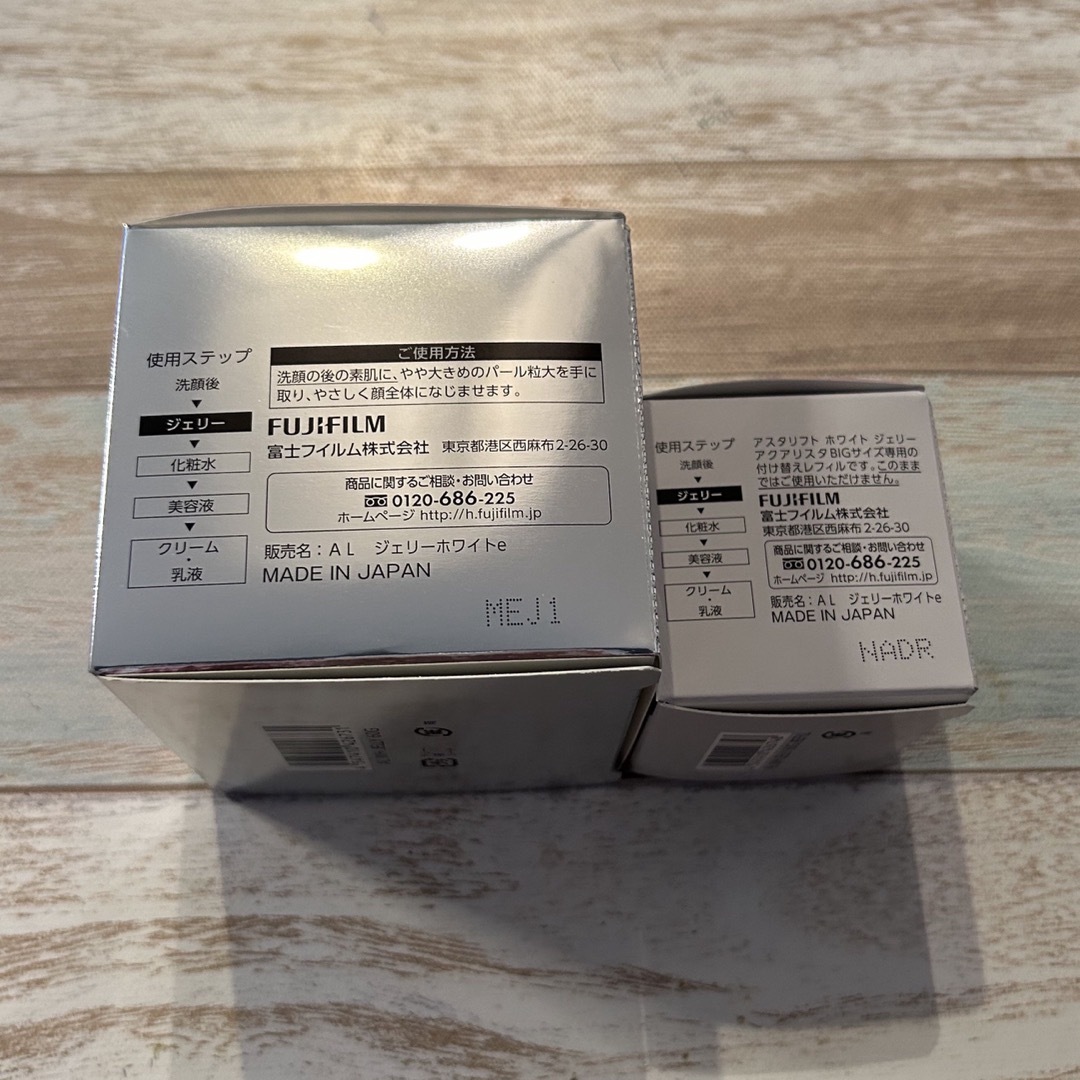 使用ステップ
洗顔後
▼
ジェリー
▼
化粧水
▼
美容液
▼
クリーム
・
乳液
ご使用方法
洗顔の後の素肌に、やや大きめのパール粒大を手に
取り、やさしく顔全体になじませます。
FUJIFILM
富士フイルム株式会社 東京都港区西麻布2-26-30
商品に関するご相談・お問い合わせ
0120-686-225
ホームページ http://h.fujifilm.jp
販売名：ＡＬ ジェリーホワイトe
MADE IN JAPAN
MEJ1
使用ステップ
洗顔後
▼
ジェリー
▼
化粧水
▼
美容液
▼
クリーム
・
乳液
アスタリフト ホワイト ジェリー
アクアリスタBIGサイズ専用の
付け替えレフィルです。このまま
ではご使用いただけません。
FUJIFILM
富士フイルム株式会社
東京都港区西麻布2-26-30
商品に関するご相談・お問い合わせ
0120-686-225
ホームページ http://h.fujifilm.jp
販売名：ＡＬ ジェリーホワイトe
MADE IN JAPAN
NADR